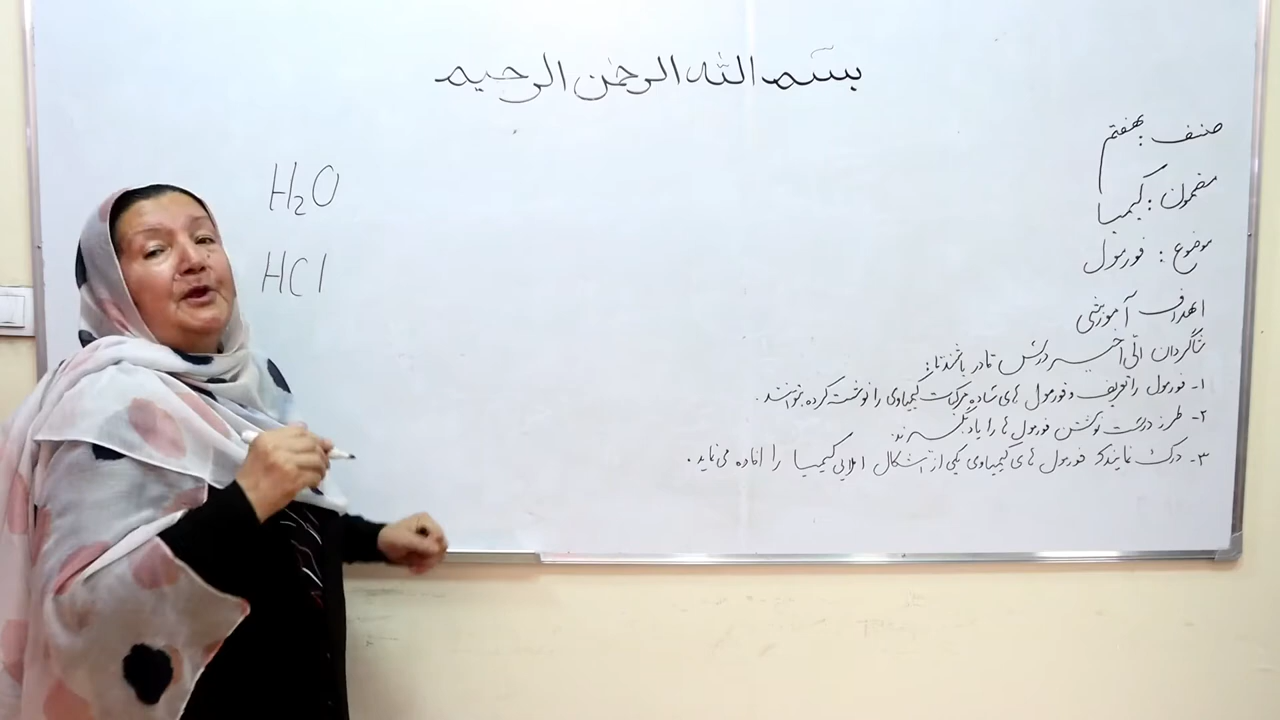 بسم الله الرحمن الرحیم
صنف : هفتم
مضمون : کیمیا
موضوع : فورمول
اهداف آموزشی
شاگردان الی اخیر درس قادر باشند تا :
۱- فورمول را تعریف و فورمول های ساده مرکبات کیمیاوی را نوشته کرده بتوانند .
۲- طرز درست نوشتن فورمول ها را یاد بگیرند
۳- درک نمایند که فورمول های کیمیاوی یکی از اشکال املایی کیمیا را افاده می نماید .
H₂O
HCl